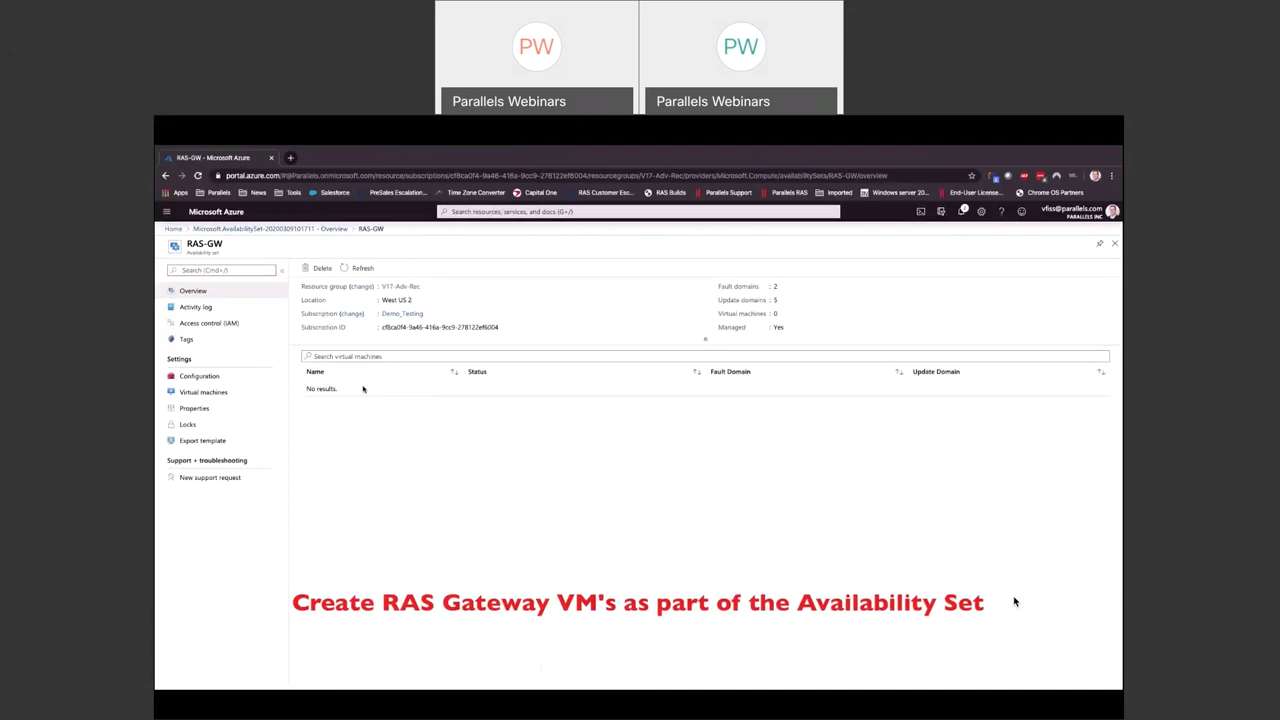 PW
PW
Parallels Webinars
Parallels Webinars
RAS-GW - Microsoft Azure
portal.azure.com/#@Parallels.onmicrosoft.com/resource/subscriptions/cf8ca0f4-9a46-416a-9cc9-278122ef6004/resourcegroups/V17-Adv-Rec/providers/Microsoft.Compute/availabilitySets/RAS-GW/overview
Apps Parallels News Tools Salesforce PreSales Escalation... Time Zone Converter Capital One RAS Customer Esc... RAS Builds Parallels Support Parallels RAS Imported Windows server 20... End-User License... Chrome OS Partners
Microsoft Azure
Search resources, services, and docs (G+/)
vfiss@parallels.com
PARALLELS INC
Home > Microsoft.AvailabilitySet-20200309101711 - Overview > RAS-GW
RAS-GW
Availability set
Search (Cmd+/)
Delete Refresh
Overview
Activity log
Access control (IAM)
Tags
Settings
Configuration
Virtual machines
Properties
Locks
Export template
Support + troubleshooting
New support request
Resource group (change) : V17-Adv-Rec
Location : West US 2
Subscription (change) : Demo_Testing
Subscription ID : cf8ca0f4-9a46-416a-9cc9-278122ef6004
Fault domains : 2
Update domains : 5
Virtual machines : 0
Managed : Yes
Search virtual machines
Name Status Fault Domain Update Domain
No results.
Create RAS Gateway VM's as part of the Availability Set